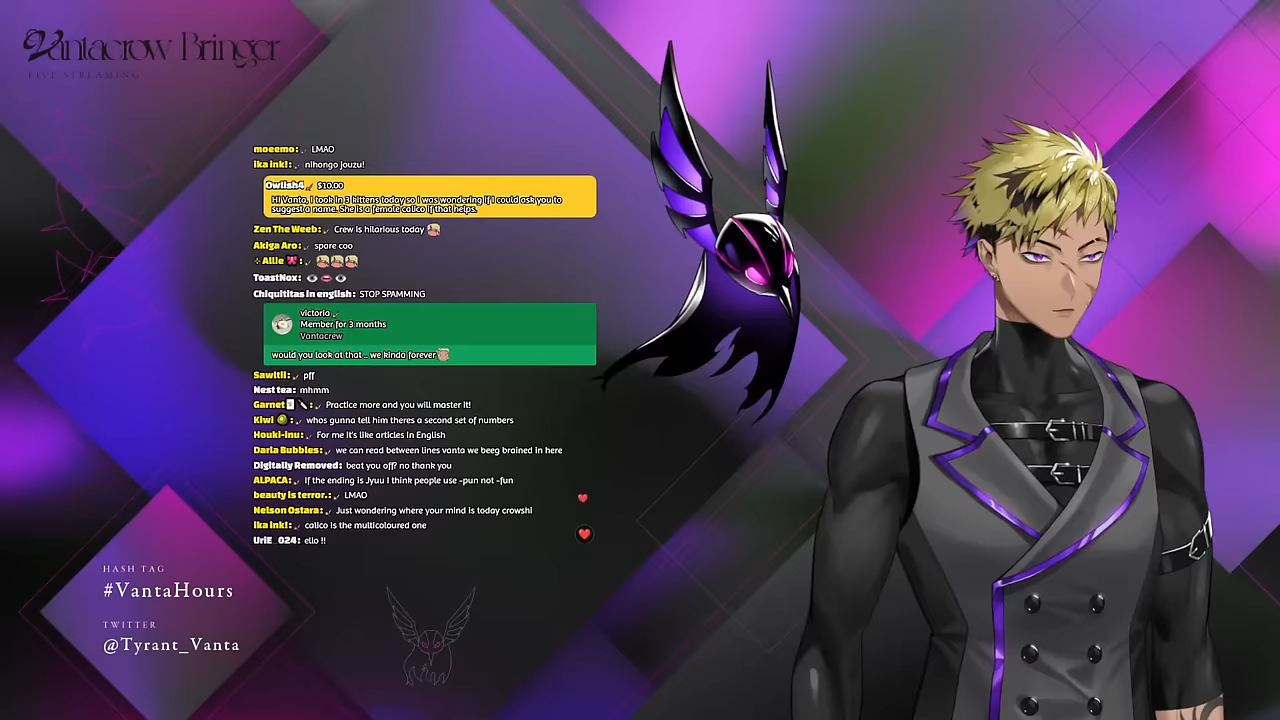 Vantacrow Bringer
FIST STREAMING
moeemo: LMAO
ika ink!: nihongo jouzu!
Owlish4 $10.00
Hi Vanta, I took in 3 kittens today so I was wondering if I could ask you to
suggest a name. She is a female calico if that helps.
Zen The Weeb: Crew is hilarious today
Akiga Aro: spare coo
Allie:
ToastNox:
Chiquititas in english: STOP SPAMMING
victoria
Member for 3 months
Vantacrew
would you look at that .. we kinda forever
Sawltii: pff
Nest tea: mhmm
Garnet: Practice more and you will master it!
Kiwi: whos gunna tell him theres a second set of numbers
Houki-inu: For me it's like articles in English
Daria Bubbles: we can read between lines vanta we beeg brained in here
Digitally Removed: beat you off? no thank you
ALPACA: If the ending is Jyuu I think people use -pun not -fun
beauty is terror.: LMAO
Nelson Ostara: Just wondering where your mind is today crowshi
ika ink!: calico is the multicoloured one
UriE_024: ello !!
HASH TAG
#VantaHours
TWITTER
@Tyrant_Vanta